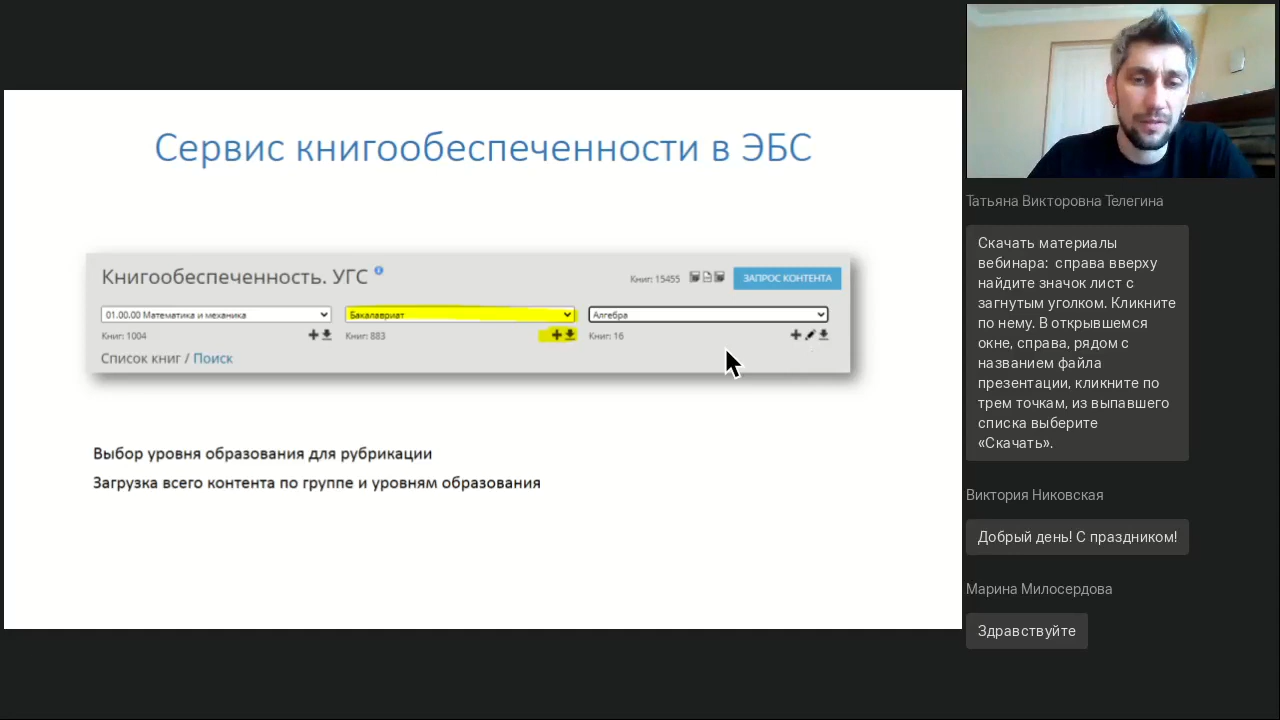 Сервис книгообеспеченности в ЭБС
Книгообеспеченность. УГС
Книг: 15455
ЗАПРОС КОНТЕНТА
01.00.00 Математика и механика
Бакалавриат
Алгебра
Книг: 1004
Книг: 883
Книг: 16
Список книг / Поиск
Выбор уровня образования для рубрикации
Загрузка всего контента по группе и уровням образования
Татьяна Викторовна Телегина
Скачать материалы
вебинара: справа вверху
найдите значок лист с
загнутым уголком. Кликните
по нему. В открывшемся
окне, справа, рядом с
названием файла
презентации, кликните по
трем точкам, из выпавшего
списка выберите
«Скачать».
Виктория Никовская
Добрый день! С праздником!
Марина Милосердова
Здравствуйте